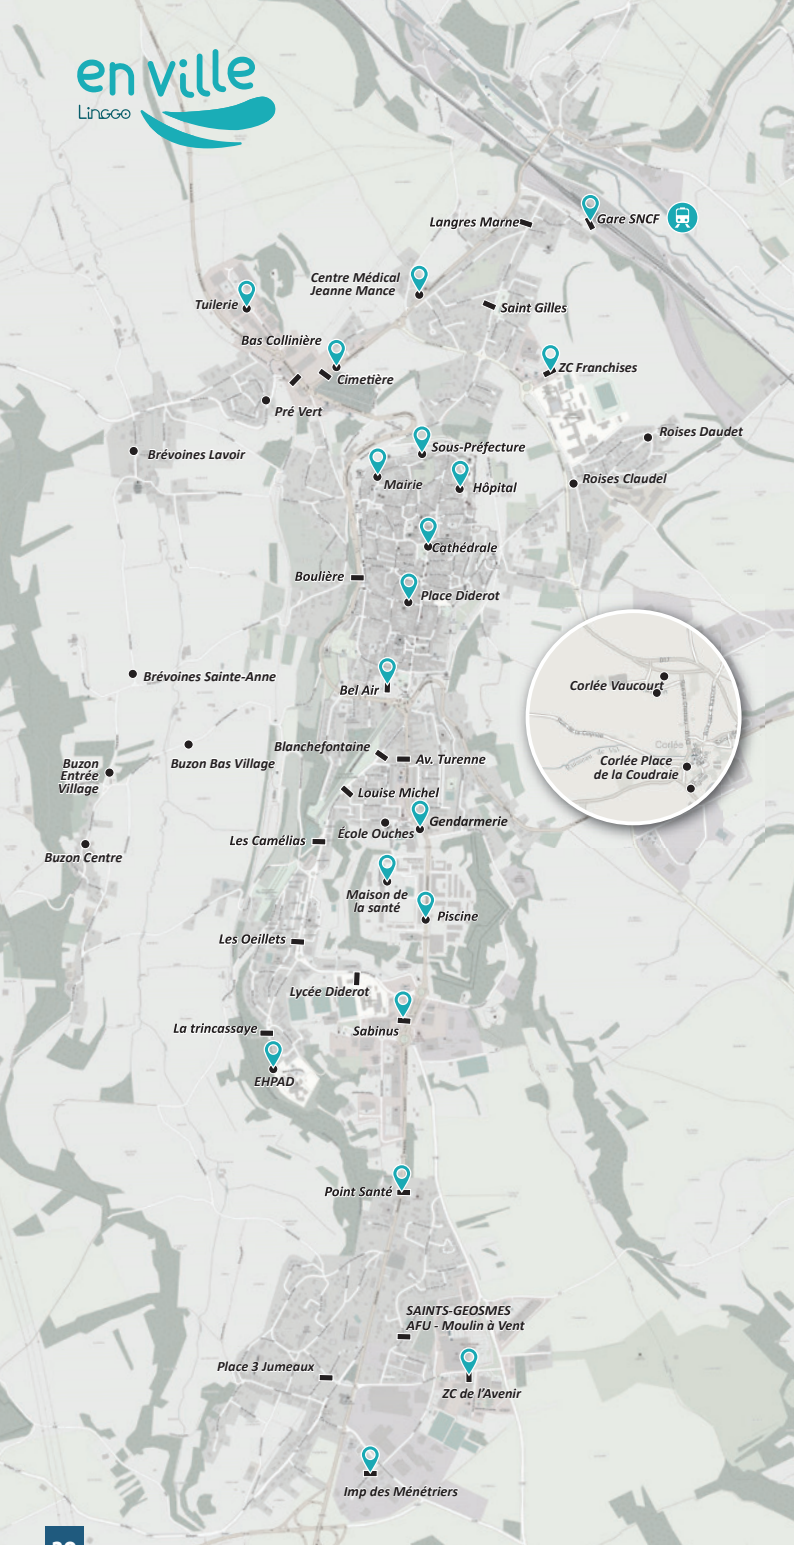 en ville
Linggo
Langres Marne
Gare SNCF
Centre Médical
Jeanne Mance
Tuilerie
Saint Gilles
Bas Collinière
ZC Franchises
Cimetière
Pré Vert
Roises Daudet
Sous-Préfecture
Brévoines Lavoir
Mairie
Hôpital
Roises Claudel
Cathédrale
Boulière
Place Diderot
Brévoines Sainte-Anne
Corlée Vaucourt
Bel Air
Corlée
Blanchefontaine
Av. Turenne
Buzon
Entrée
Village
Buzon Bas Village
Corlée Place
de la Coudraie
Louise Michel
Gendarmerie
École Ouches
Les Camélias
Buzon Centre
Maison de
la santé
Piscine
Les Oeillets
Lycée Diderot
La trincassaye
Sabinus
EHPAD
Point Santé
SAINTS-GEOSMES
AFU - Moulin à Vent
Place 3 Jumeaux
ZC de l'Avenir
Imp des Ménétriers